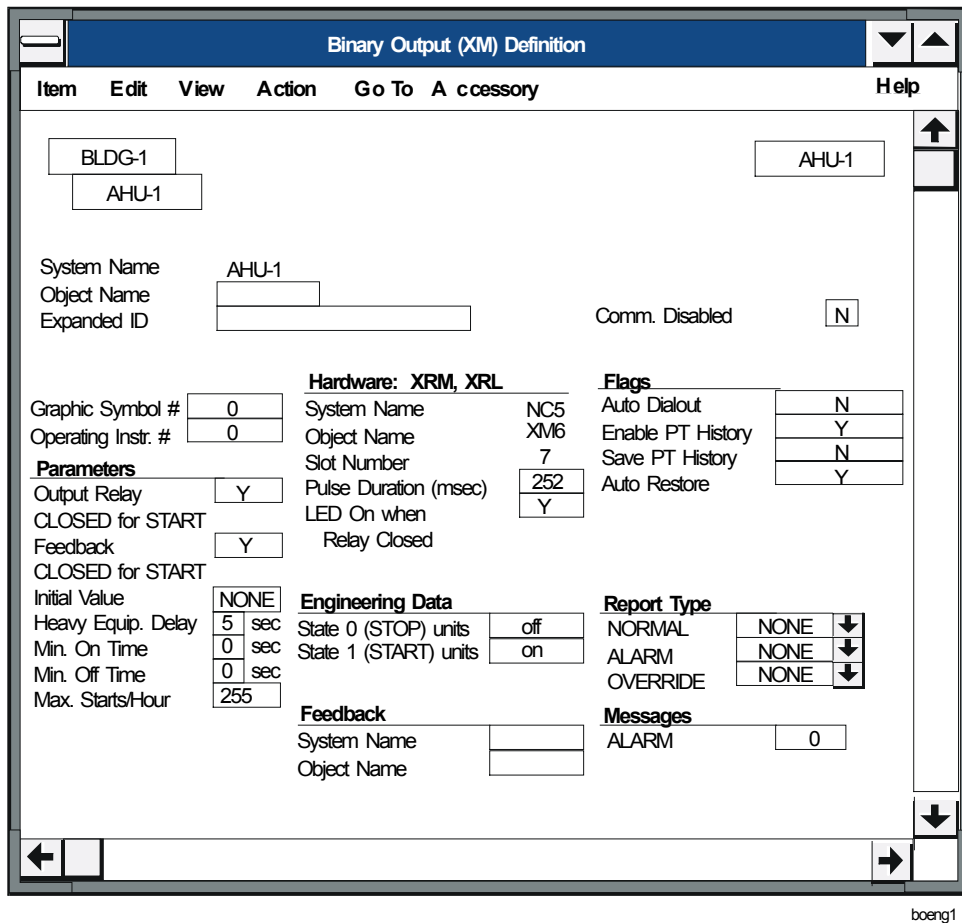 Binary Output (XM) Definition
Item Edit View Action Go To A ccessory Help
BLDG-1
AHU-1
AHU-1
System Name AHU-1
Object Name
Expanded ID
Comm. Disabled N
Graphic Symbol # 0
Operating Instr. # 0
Parameters
Output Relay Y
CLOSED for START
Feedback Y
CLOSED for START
Initial Value NONE
Heavy Equip. Delay 5 sec
Min. On Time 0 sec
Min. Off Time 0 sec
Max. Starts/Hour 255
Hardware: XRM, XRL
System Name NC5
Object Name XM6
Slot Number 7
Pulse Duration (msec) 252
LED On when Y
Relay Closed
Engineering Data
State 0 (STOP) units off
State 1 (START) units on
Feedback
System Name
Object Name
Flags
Auto Dialout N
Enable PT History Y
Save PT History N
Auto Restore Y
Report Type
NORMAL NONE
ALARM NONE
OVERRIDE NONE
Messages
ALARM 0
boeng1